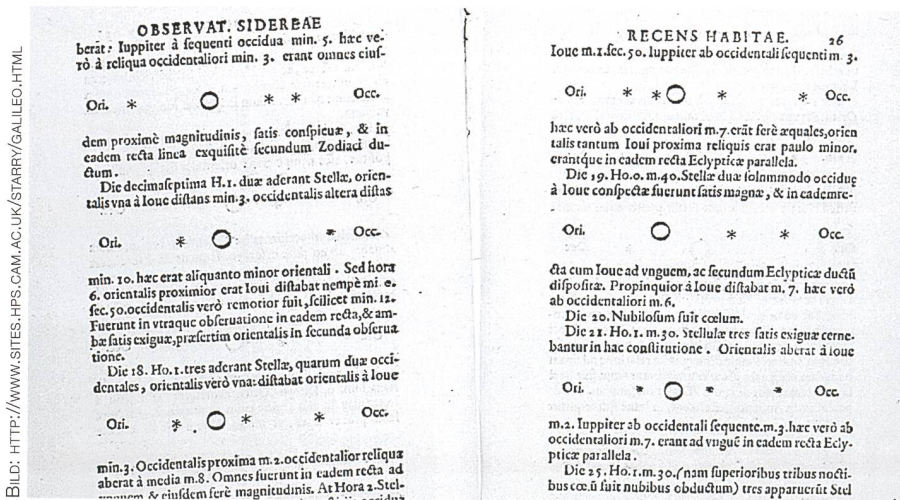 OBSERVAT. SIDEREAE
berat: Iuppiter à sequenti occidua min. 5. hæc ve-
rò à reliqua occidentaliori min. 3. erant omnes eius-
Ori. * O * * Occ.
dem proximè magnitudinis, satis conspicuæ, & in
eadem recta linea exquisitè secundum Zodiaci du-
ctum.
Die decimaseptima H. 1. duæ aderant Stellæ, orien-
talis vna à Ioue distans min. 3. occidentalis altera distãs
Ori. * O * Occ.
min. 10. hæc erat aliquanto minor orientali. Sed hora
6. orientalis proximior erat Ioui distabat nempè mi. e.
sec. 50. occidentalis verò remotior fuit, scilicet min. 12.
Fuerunt in vtraque obseruatione in eadem recta, & am-
bæ satis exiguæ, præsertim orientalis in secunda obserua
tione.
Die 18. Ho. 1. tres aderant Stellæ, quarum duæ occi-
dentales, orientalis verò vna: distabat orientalis à Ioue
Ori. * O * * Occ.
min. 3. Occidentalis proxima m. 2. occidentalior reliqua
aberat à media m. 8. Omnes fuerunt in eadem recta ad
vnguem & eiusdem ferè magnitudinis. At Hora 2. Stel-
RECENS HABITAE. 26
Ioue m. 1. sec. 50. Iuppiter ab occidentali sequenti m. 3.
Ori. * * O * * Occ.
hæc verò ab occidentaliori m. 7. erãt ferè æquales, orien
talis tantum Ioui proxima reliquis erat paulo minor,
erantque in eadem recta Eclypticæ parallela.
Die 19. Ho. 0. m. 40. Stellæ duæ solummodo occiduę
à Ioue conspectæ fuerunt satis magnæ, & in eadem re-
Ori. O * * Occ.
cta cum Ioue ad vnguem, ac secundum Eclypticæ ductũ
dispositæ. Propinquior à Ioue distabat m. 7. hæc verò
ab occidentaliori m. 6.
Die 20. Nubilosum fuit cœlum.
Die 21. Ho. 1. m. 30. Stellulæ tres satis exiguæ cerne-
bantur in hac constitutione. Orientalis aberat à Ioue
Ori. * O * * Occ.
m. 2. Iuppiter ab occidentali sequente. m. 3. hæc verò ab
occidentaliori m. 7. erant ad vnguẽ in eadem recta Ecly-
pticæ parallela.
Die 25. Ho. 1. m. 30. (nam superioribus tribus nocti-
bus cœũ fuit nubibus obductum) tres apparuerũt Stel
BILD: HTTP://WWW.SITES.HPS.CAM.AC.UK/STARRY/GALILEO.HTML